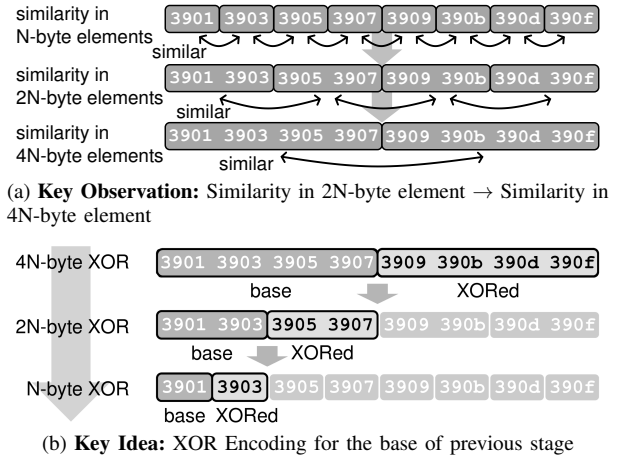 similarity in
N-byte elements
3901 3903 3905 3907 3909 390b 390d 390f
similar
similarity in
2N-byte elements
3901 3903 3905 3907 3909 390b 390d 390f
similar
similarity in
4N-byte elements
3901 3903 3905 3907 3909 390b 390d 390f
similar
(a) Key Observation: Similarity in 2N-byte element → Similarity in
4N-byte element
4N-byte XOR
3901 3903 3905 3907 3909 390b 390d 390f
base
XORed
2N-byte XOR
3901 3903 3905 3907 3909 390b 390d 390f
base
XORed
N-byte XOR
3901 3903 3905 3907 3909 390b 390d 390f
base XORed
(b) Key Idea: XOR Encoding for the base of previous stage